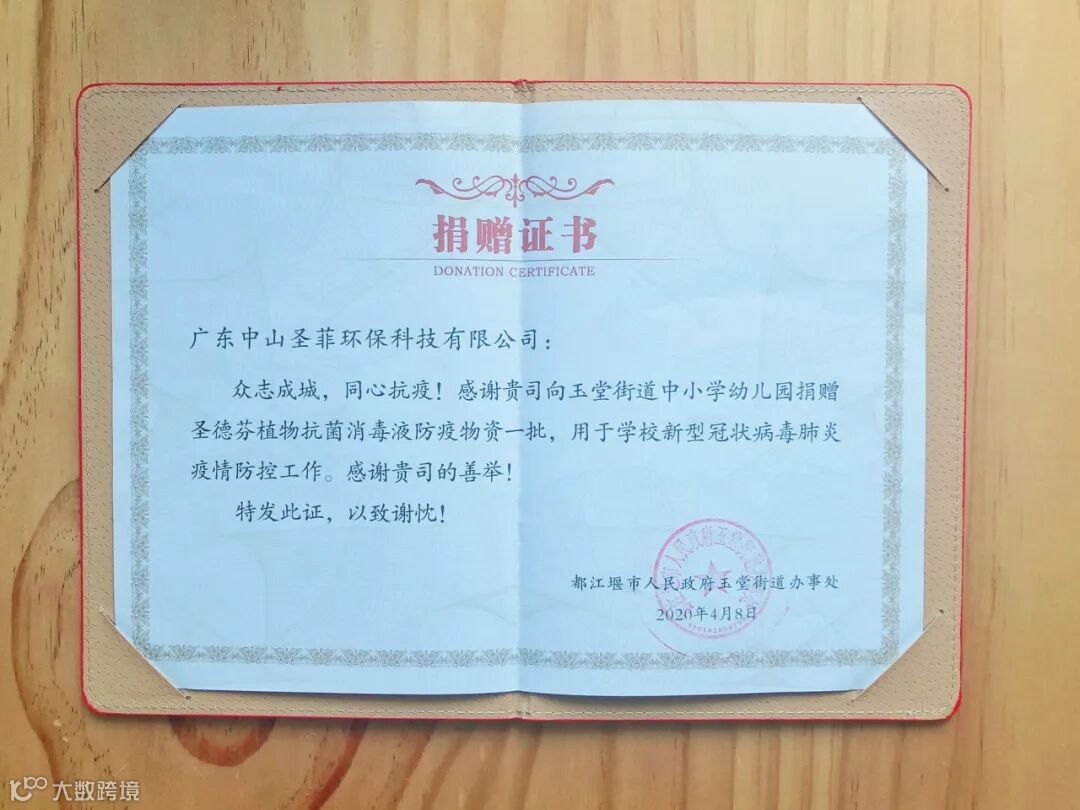 捐赠证书
DONATION CERTIFICATE
广东中山圣菲环保科技有限公司：
众志成城，同心抗疫！感谢贵司向玉堂街道中小学幼儿园捐赠
圣德芬植物抗菌消毒液防疫物资一批，用于学校新型冠状病毒肺炎
疫情防控工作。感谢贵司的善举！
特发此证，以致谢忱！
都江堰市人民政府玉堂街道办事处
2020年4月8日
大数跨境